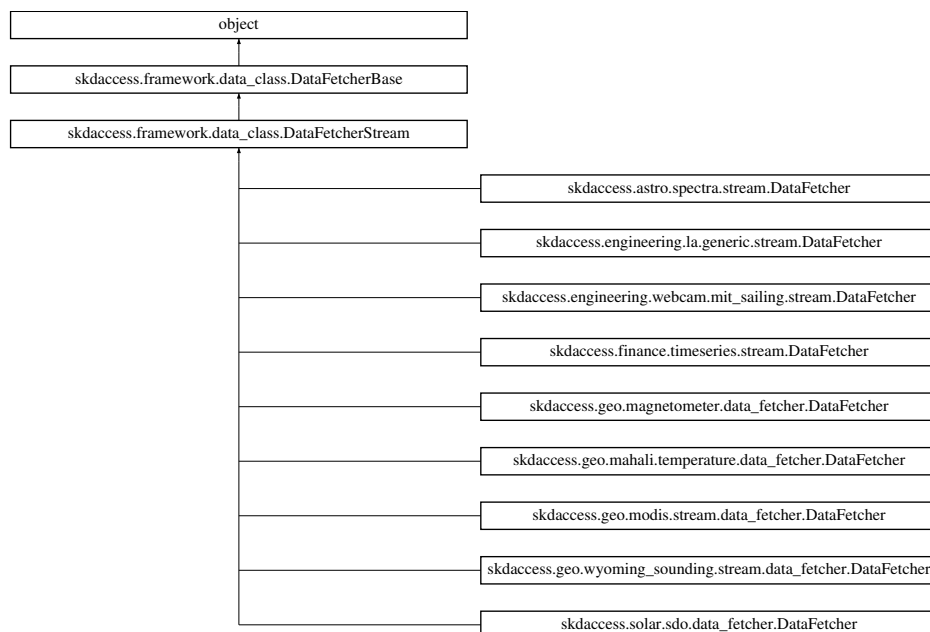 object
skdaccess.framework.data_class.DataFetcherBase
skdaccess.framework.data_class.DataFetcherStream
skdaccess.astro.spectra.stream.DataFetcher
skdaccess.engineering.la.generic.stream.DataFetcher
skdaccess.engineering.webcam.mit_sailing.stream.DataFetcher
skdaccess.finance.timeseries.stream.DataFetcher
skdaccess.geo.magnetometer.data_fetcher.DataFetcher
skdaccess.geo.mahali.temperature.data_fetcher.DataFetcher
skdaccess.geo.modis.stream.data_fetcher.DataFetcher
skdaccess.geo.wyoming_sounding.stream.data_fetcher.DataFetcher
skdaccess.solar.sdo.data_fetcher.DataFetcher